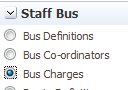 Staff Bus
Bus Definitions
Bus Co-ordinators
Bus Charges